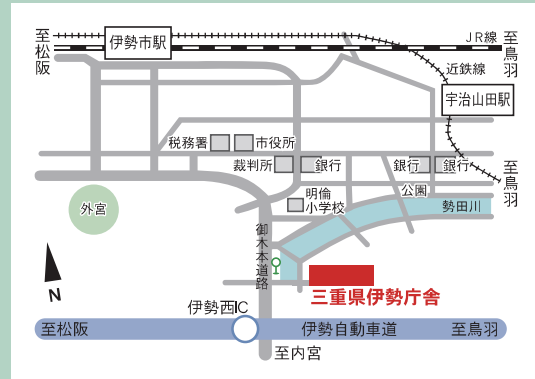 至松阪
伊勢市駅
JR線
至鳥羽
近鉄線
宇治山田駅
税務署
市役所
裁判所
銀行
銀行
銀行
至鳥羽
明倫
小学校
公園
勢田川
外宮
御木本道路
N
三重県伊勢庁舎
伊勢西IC
至松阪
伊勢自動車道
至鳥羽
至内宮